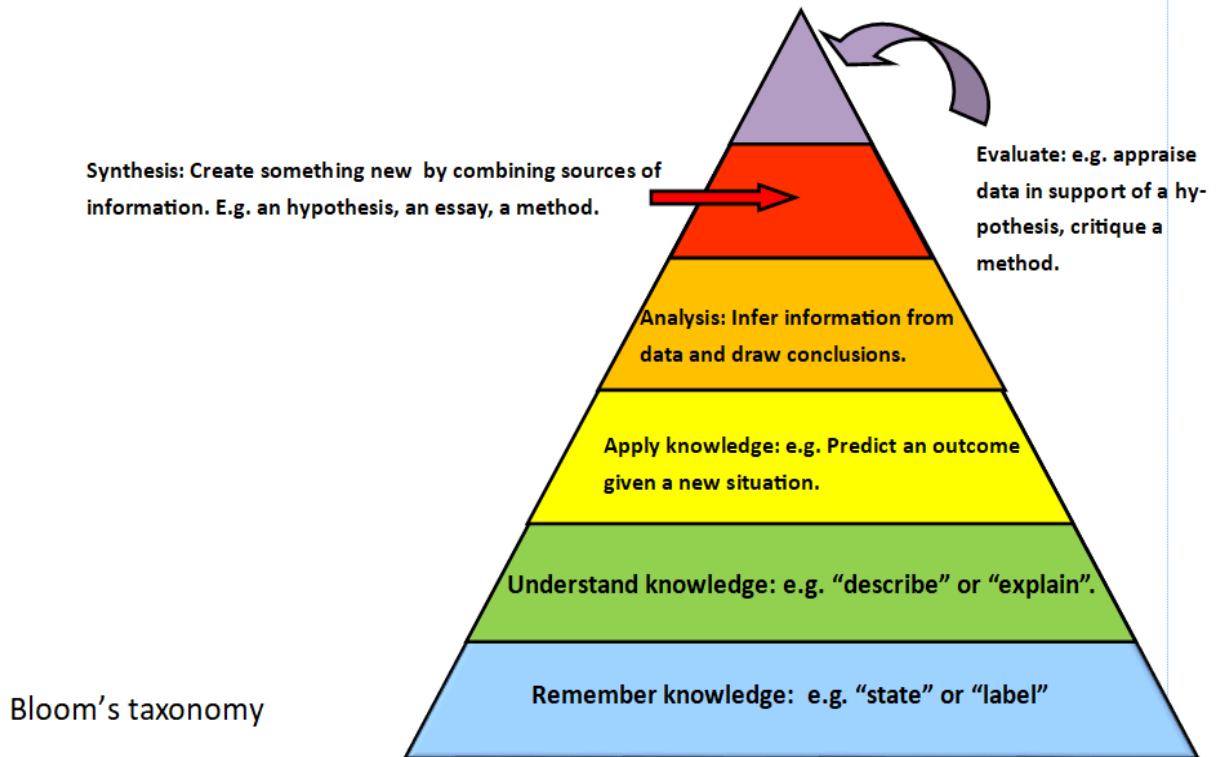 Synthesis: Create something new  by combining sources of
information. E.g. an hypothesis, an essay, a method.
Evaluate: e.g. appraise
data in support of a hy-
pothesis, critique a
method.
Analysis: Infer information from
data and draw conclusions.
Apply knowledge: e.g. Predict an outcome
given a new situation.
Understand knowledge: e.g. “describe” or “explain”.
Remember knowledge:  e.g. “state” or “label”
Bloom’s taxonomy